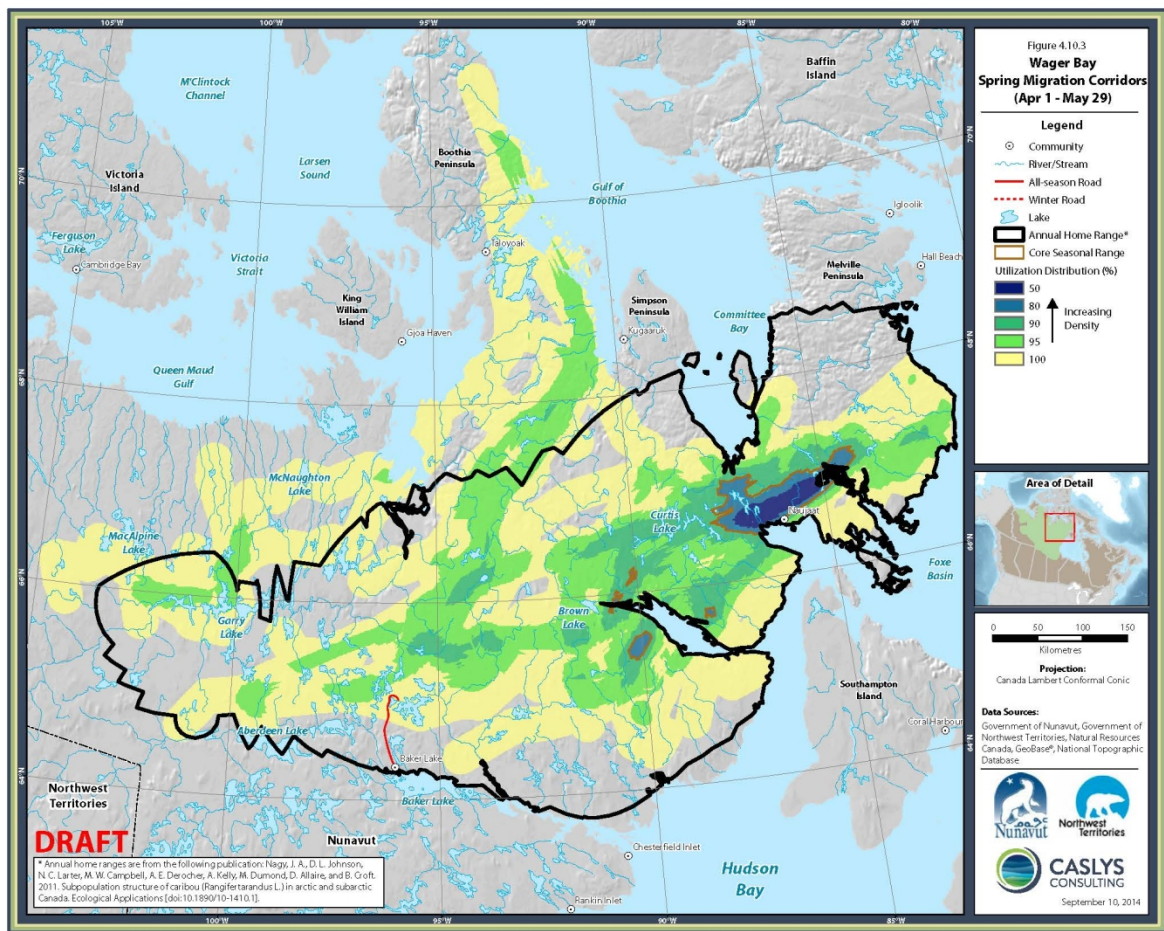 105°W
100°W
95°W
90°W
85°W
80°W
Figure 4.10.3
Wager Bay
Spring Migration Corridors
(Apr 1 - May 29)
Legend
Community
River/Stream
All-season Road
Winter Road
Lake
Annual Home Range*
Core Seasonal Range
Utilization Distribution (%)
50
80
90
95
100
Increasing
Density
Area of Detail
0 50 100 150
Kilometres
Projection:
Canada Lambert Conformal Conic
Data Sources:
Government of Nunavut, Government of
Northwest Territories, Natural Resources
Canada, GeoBase®, National Topographic
Database
Nunavut
Northwest
Territories
CASLYS
CONSULTING
September 10, 2014
M'Clintock
Channel
Baffin
Island
Larsen
Sound
Boothia
Peninsula
Gulf of
Boothia
Victoria
Island
Igloolik
Ferguson
Lake
Cambridge Bay
Victoria
Strait
Taloyoak
Hall Beach
Melville
Peninsula
King
William
Island
Simpson
Peninsula
Committee
Bay
Gjoa Haven
Kugaaruk
Queen Maud
Gulf
McNaughton
Lake
MacAlpine
Lake
Curtis
Lake
Naujaat
Foxe
Basin
Garry
Lake
Brown
Lake
Southampton
Island
Coral Harbour
Aberdeen Lake
Baker Lake
Baker Lake
Northwest
Territories
Nunavut
Chesterfield Inlet
Hudson
Bay
Rankin Inlet
70°N
68°N
66°N
64°N
70°N
68°N
66°N
64°N
DRAFT
* Annual home ranges are from the following publication: Nagy, J. A., D. L. Johnson,
N. C. Larter, M. W. Campbell, A. E. Derocher, A. Kelly, M. Dumond, D. Allaire, and B. Croft.
2011. Subpopulation structure of caribou (Rangifer tarandus L.) in arctic and subarctic
Canada. Ecological Applications [doi:10.1890/10-1410.1].
100°W
95°W
90°W
85°W